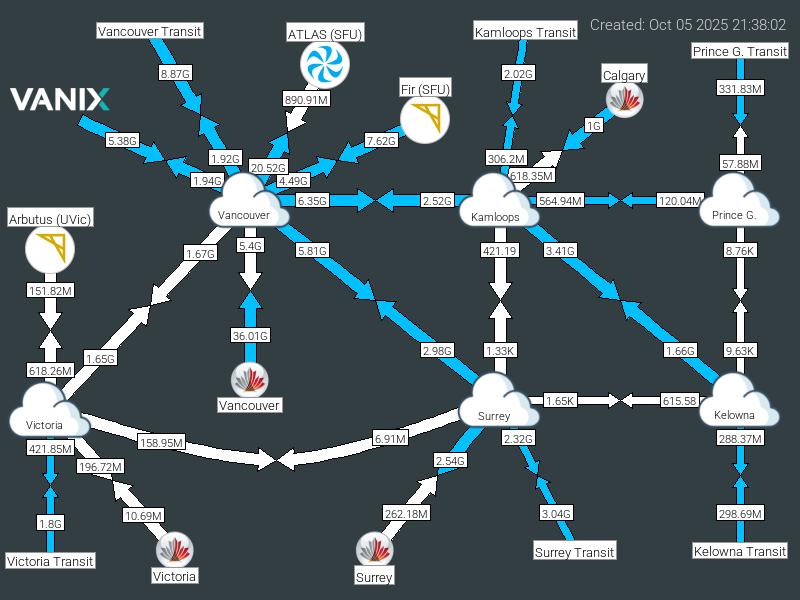 Created: Oct 05 2025 21:38:02
Vancouver Transit
ATLAS (SFU)
Kamloops Transit
Prince G. Transit
8.87G
2.02G
Calgary
331.83M
VANIX
890.91M
Fir (SFU)
1G
5.38G
7.62G
1.92G
306.2M
57.88M
20.52G
618.35M
1.94G
4.49G
6.35G
2.52G
564.94M
120.04M
Arbutus (UVic)
Vancouver
Kamloops
Prince G.
1.67G
5.4G
5.81G
421.19
3.41G
8.76K
151.82M
36.01G
1.65G
2.98G
1.33K
1.66G
9.63K
618.26M
Vancouver
1.65K
615.58
Victoria
Surrey
Kelowna
421.85M
158.95M
6.91M
2.32G
288.37M
196.72M
2.54G
1.8G
10.69M
262.18M
3.04G
298.69M
Victoria Transit
Victoria
Surrey
Surrey Transit
Kelowna Transit